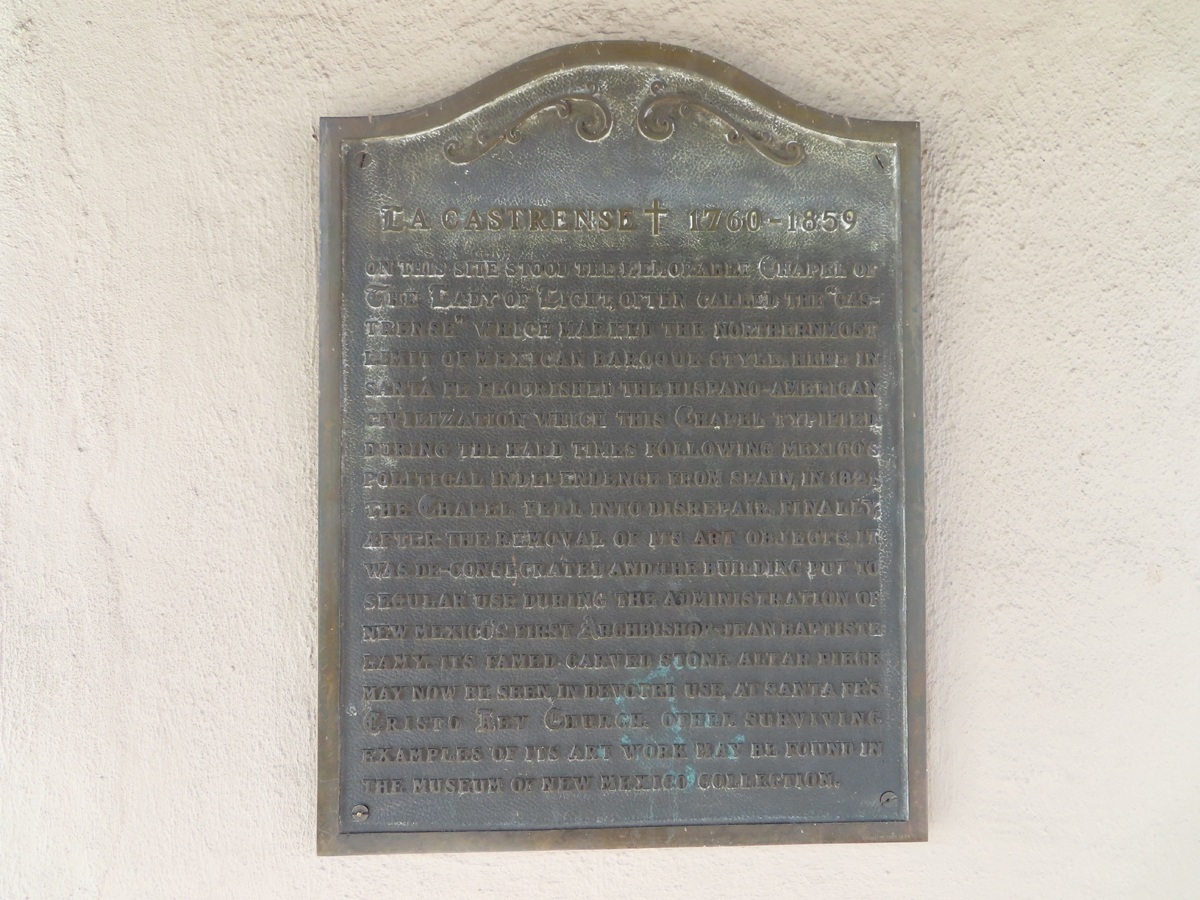 LA CASTRENSE ✝ 1760-1859
ON THIS SITE STOOD THE MEMORABLE CHAPEL OF
THE LADY OF LIGHT, OFTEN CALLED THE "CAS-
TRENSE" WHICH MARKED THE NORTHERNMOST
LIMIT OF MEXICAN BAROQUE STYLE. HERE IN
SANTA FE FLOURISHED THE HISPANO-AMERICAN
CIVILIZATION WHICH THIS CHAPEL TYPIFIED.
DURING THE HARD TIMES FOLLOWING MEXICO'S
POLITICAL INDEPENDENCE FROM SPAIN, IN 1821,
THE CHAPEL FELL INTO DISREPAIR. FINALLY,
AFTER THE REMOVAL OF ITS ART OBJECTS, IT
WAS DE-CONSECRATED AND THE BUILDING PUT TO
SECULAR USE DURING THE ADMINISTRATION OF
NEW MEXICO'S FIRST ARCHBISHOP-JEAN BAPTISTE
LAMY. ITS FAMED CARVED STONE ALTAR PIECE
MAY NOW BE SEEN, IN DEVOTED USE, AT SANTA FE'S
CRISTO REY CHURCH. OTHER SURVIVING
EXAMPLES OF ITS ART WORK MAY BE FOUND IN
THE MUSEUM OF NEW MEXICO COLLECTION.